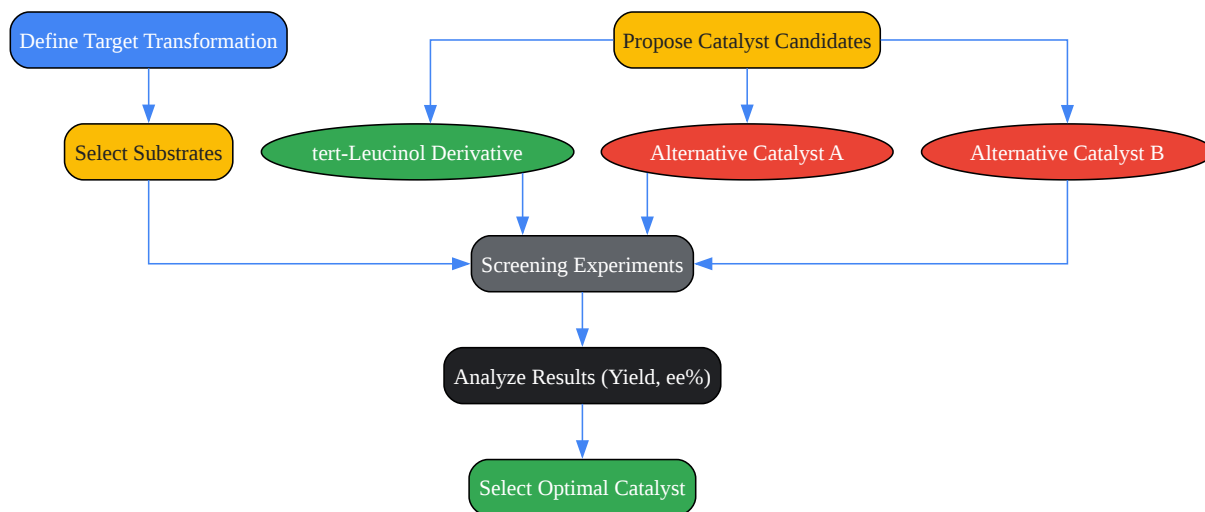 Define Target Transformation
Propose Catalyst Candidates
Select Substrates
tert-Leucinol Derivative
Alternative Catalyst A
Alternative Catalyst B
Screening Experiments
Analyze Results (Yield, ee%)
Select Optimal Catalyst